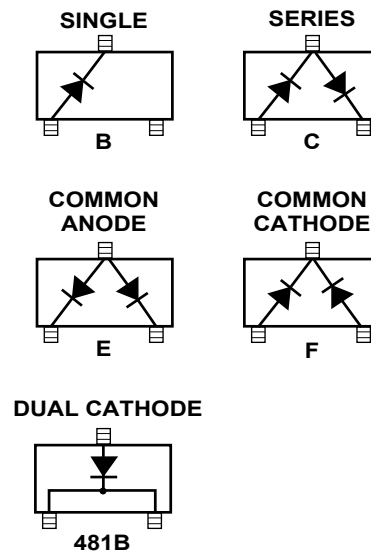 SINGLE
B
SERIES
C
COMMON
ANODE
E
COMMON
CATHODE
F
DUAL CATHODE
481B